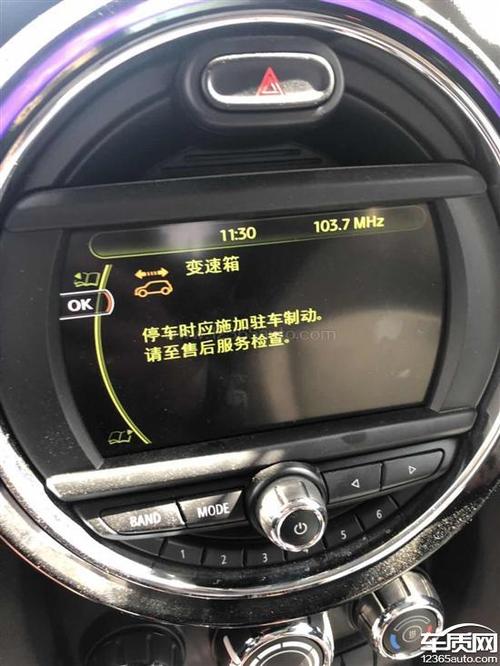 11:30 103.7 MHz
变速箱
OK
停车时应施加驻车制动。
请至售后服务检查。
BAND MODE
1 2 3 5 6
车质网
12365auto.com